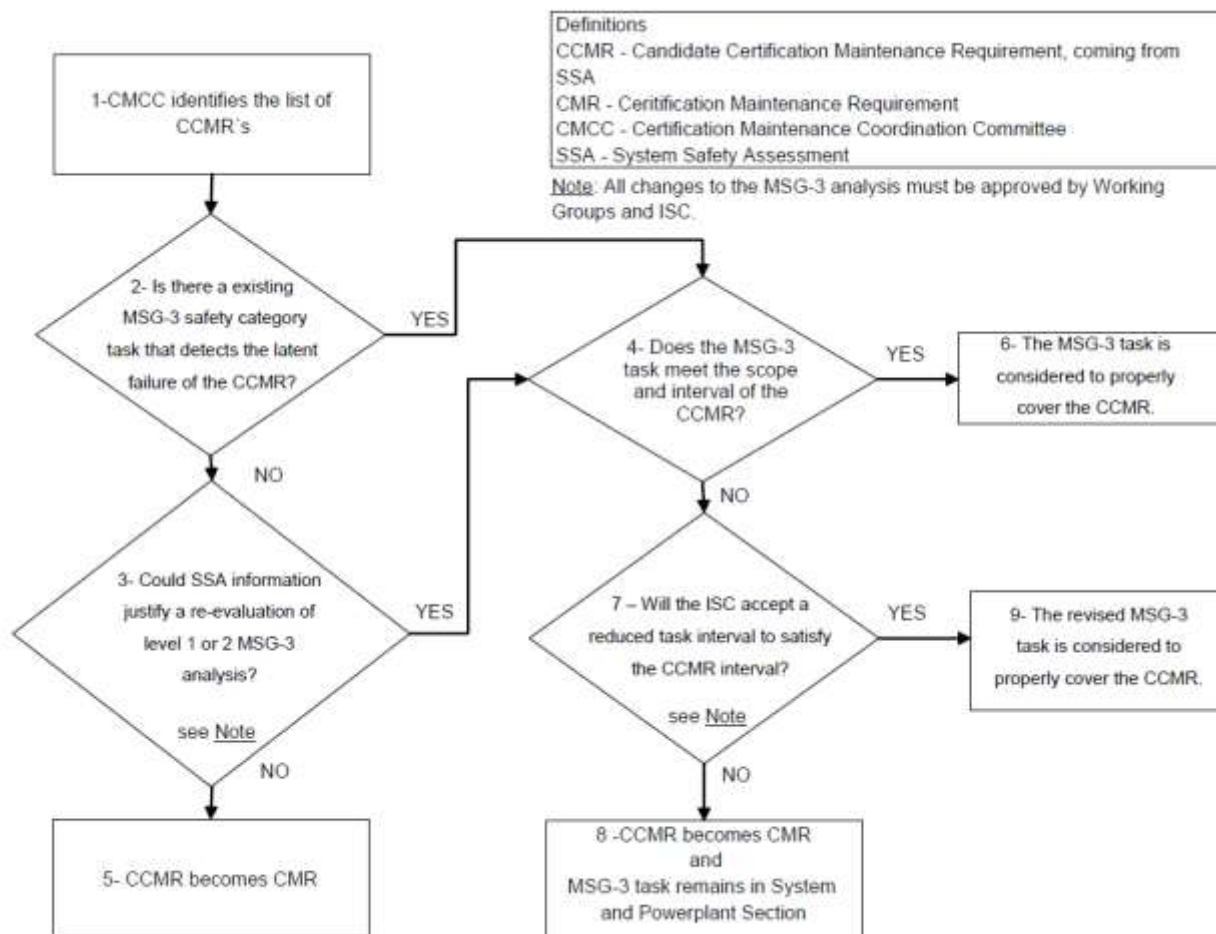 Definitions
CCMR - Candidate Certification Maintenance Requirement, coming from
SSA
CMR - Ceritification Maintenance Requirement
CMCC - Certification Maintenance Coordination Committee
SSA - System Safety Assessment
Note: All changes to the MSG-3 analysis must be approved by Working
Groups and ISC.
1-CMCC identifies the list of
CCMR`s
2- Is there a existing
MSG-3 safety category
task that detects the latent
failure of the CCMR?
YES
NO
3- Could SSA information
justify a re-evaluation of
level 1 or 2 MSG-3
analysis?
see Note
YES
NO
5- CCMR becomes CMR
4- Does the MSG-3
task meet the scope
and interval of the
CCMR?
YES
NO
6- The MSG-3 task is
considered to properly
cover the CCMR.
7 – Will the ISC accept a
reduced task interval to satisfy
the CCMR interval?
see Note
YES
NO
9- The revised MSG-3
task is considered to
properly cover the CCMR.
8 -CCMR becomes CMR
and
MSG-3 task remains in System
and Powerplant Section